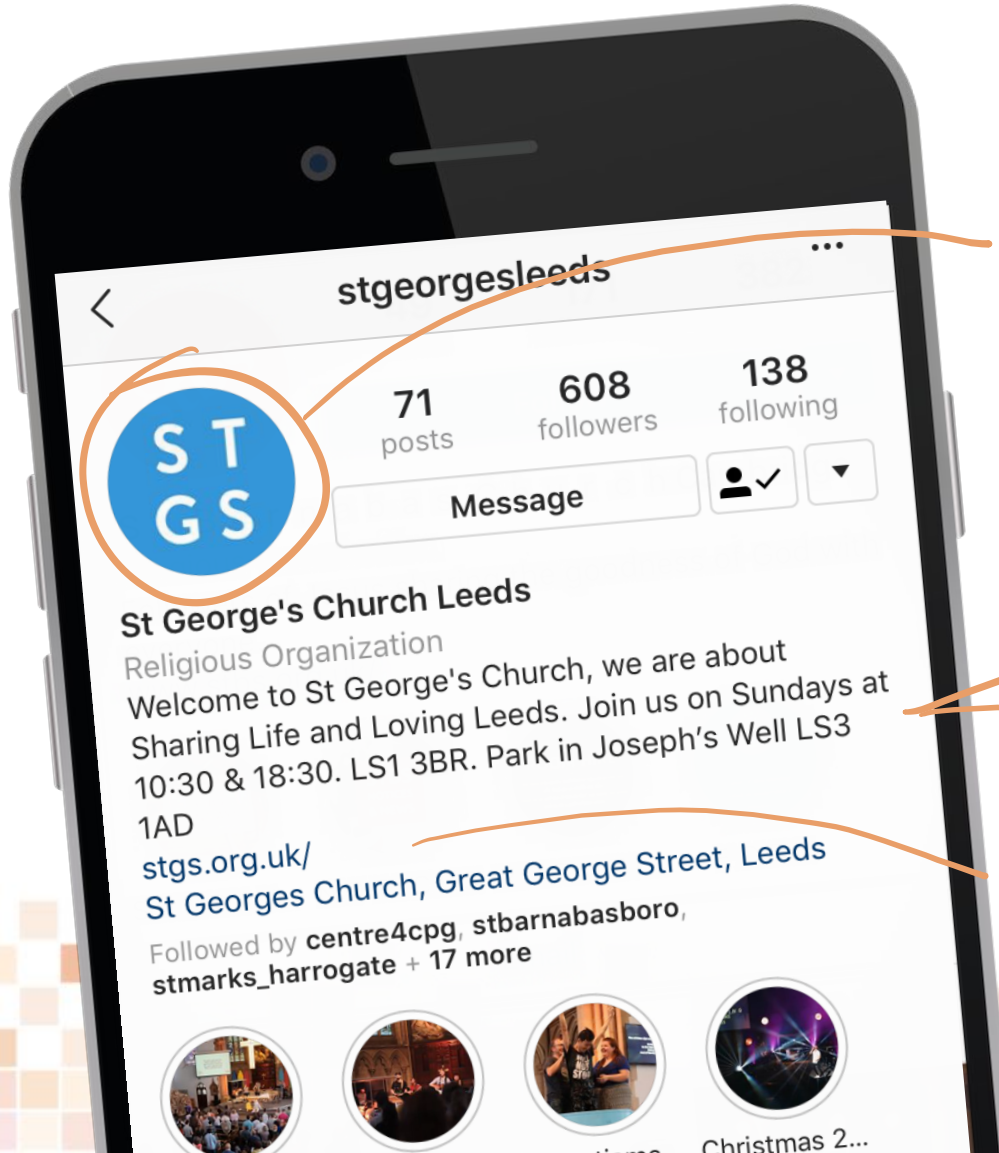 stgeorgesleeds
S T
G S
71 608 138
posts followers following
Message
St George's Church Leeds
Religious Organization
Welcome to St George's Church, we are about
Sharing Life and Loving Leeds. Join us on Sundays at
10:30 & 18:30. LS1 3BR. Park in Joseph’s Well LS3
1AD
stgs.org.uk/
St Georges Church, Great George Street, Leeds
Followed by centre4cpg, stbarnabasboro,
stmarks_harrogate + 17 more
Christmas 2...